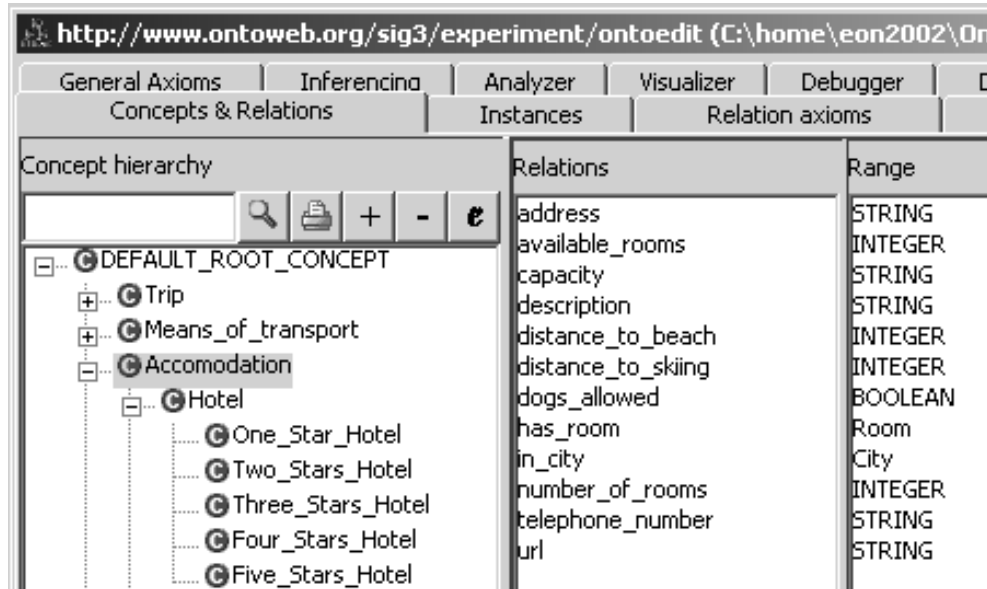 http://www.ontoweb.org/sig3/experiment/ontoedit (C:\home\eon2002\On
General Axioms Inferencing Analyzer Visualizer Debugger
Concepts & Relations Instances Relation axioms
Concept hierarchy
+ - e
DEFAULT_ROOT_CONCEPT
Trip
Means_of_transport
Accomodation
Hotel
One_Star_Hotel
Two_Stars_Hotel
Three_Stars_Hotel
Four_Stars_Hotel
Five_Stars_Hotel
Relations
address
available_rooms
capacity
description
distance_to_beach
distance_to_skiing
dogs_allowed
has_room
in_city
number_of_rooms
telephone_number
url
Range
STRING
INTEGER
STRING
STRING
INTEGER
INTEGER
BOOLEAN
Room
City
INTEGER
STRING
STRING